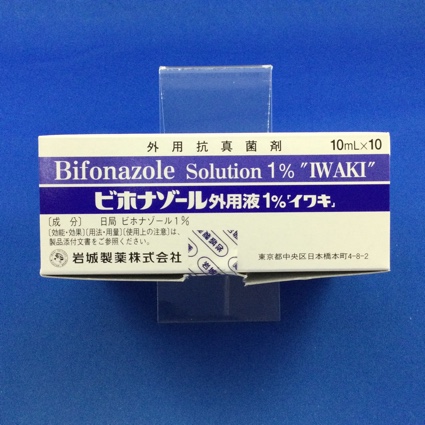 外用抗真菌剤 10mL×10
Bifonazole Solution 1% "IWAKI"
ビホナゾール外用液1%「イワキ」
〔成 分〕 日局 ビホナゾール1%
〔効能・効果〕〔用法・用量〕〔使用上の注意〕は、
製品添付文書をご参照ください。
岩城製薬株式会社
東京都中央区日本橋本町4-8-2